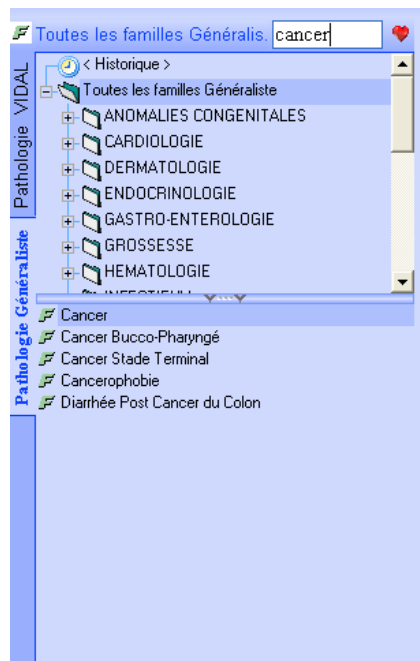 Toutes les familles Généralis. cancer
Pathologie VIDAL
Pathologie Généraliste
< Historique >
Toutes les familles Généraliste
ANOMALIES CONGENITALES
CARDIOLOGIE
DERMATOLOGIE
ENDOCRINOLOGIE
GASTRO-ENTEROLOGIE
GROSSESSE
HEMATOLOGIE
Cancer
Cancer Bucco-Pharyngé
Cancer Stade Terminal
Cancerophobie
Diarrhée Post Cancer du Colon